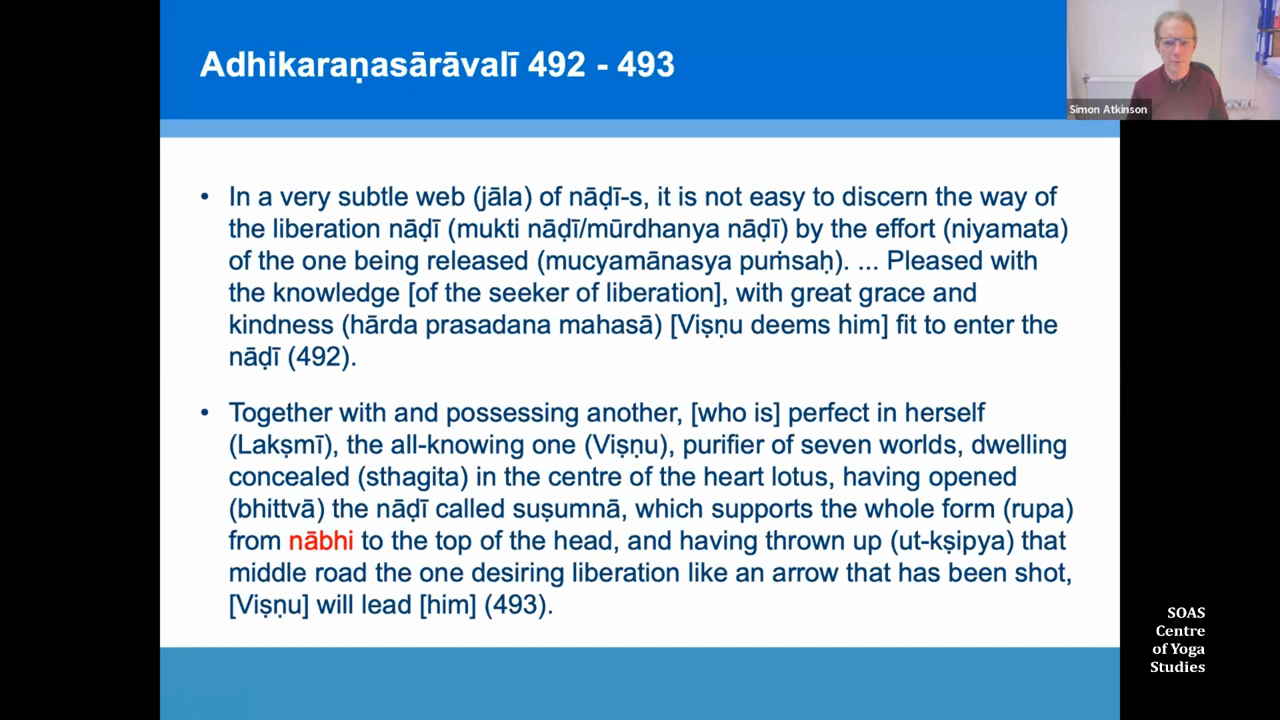 Adhikaraṇasārāvalī 492 - 493
Simon Atkinson
• In a very subtle web (jāla) of nāḍī-s, it is not easy to discern the way of
the liberation nāḍī (mukti nāḍī/mūrdhanya nāḍī) by the effort (niyamata)
of the one being released (mucyamānasya puṁsaḥ). ... Pleased with
the knowledge [of the seeker of liberation], with great grace and
kindness (hārda prasadana mahasā) [Viṣṇu deems him] fit to enter the
nāḍī (492).
• Together with and possessing another, [who is] perfect in herself
(Lakṣmī), the all-knowing one (Viṣṇu), purifier of seven worlds, dwelling
concealed (sthagita) in the centre of the heart lotus, having opened
(bhittvā) the nāḍī called suṣumnā, which supports the whole form (rupa)
from nābhi to the top of the head, and having thrown up (ut-kṣipya) that
middle road the one desiring liberation like an arrow that has been shot,
[Viṣṇu] will lead [him] (493).
SOAS
Centre
of Yoga
Studies